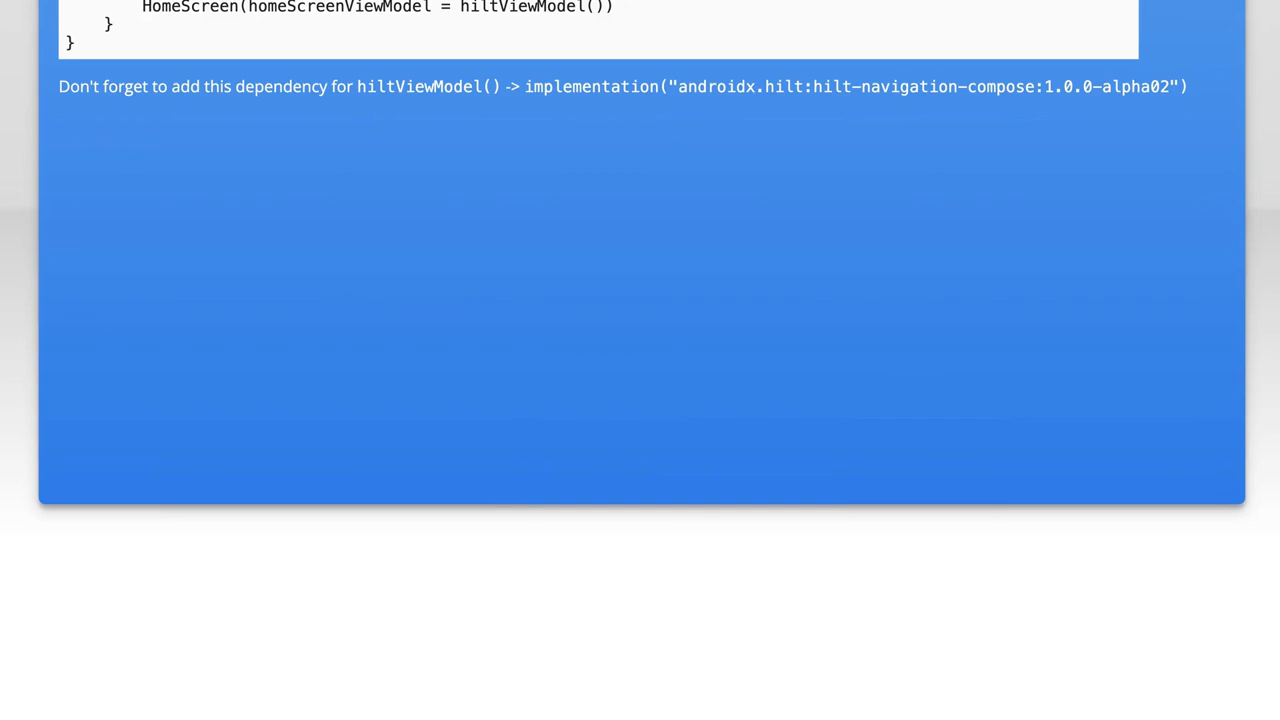 HomeScreen(homeScreenViewModel = hiltViewModel())
}
}
Don't forget to add this dependency for hiltViewModel() -> implementation("androidx.hilt:hilt-navigation-compose:1.0.0-alpha02")